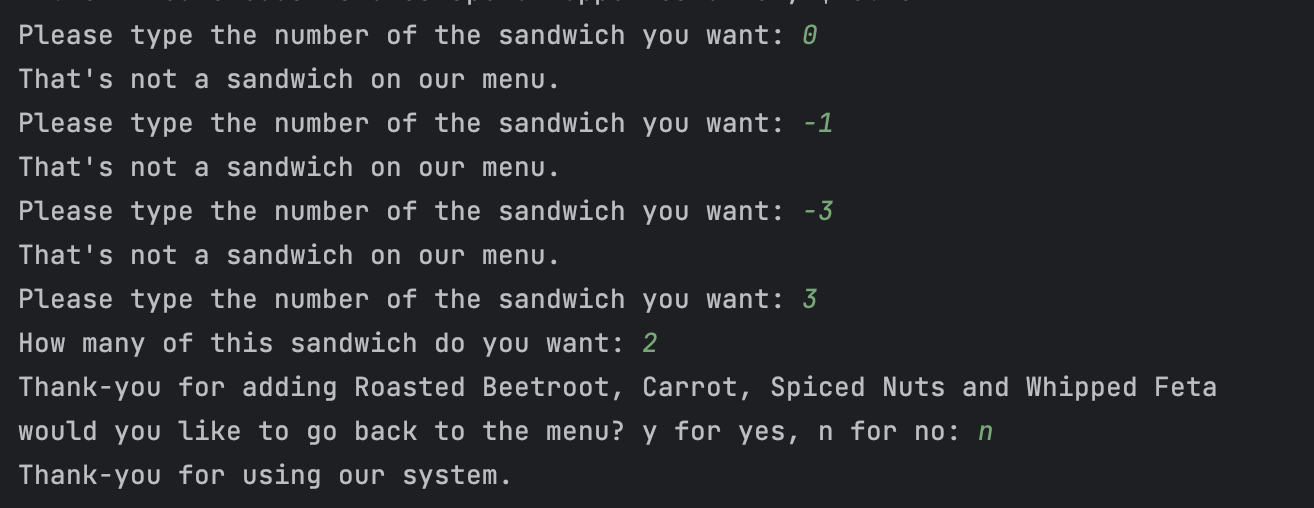 Please type the number of the sandwich you want: 0
That's not a sandwich on our menu.
Please type the number of the sandwich you want: -1
That's not a sandwich on our menu.
Please type the number of the sandwich you want: -3
That's not a sandwich on our menu.
Please type the number of the sandwich you want: 3
How many of this sandwich do you want: 2
Thank-you for adding Roasted Beetroot, Carrot, Spiced Nuts and Whipped Feta
would you like to go back to the menu? y for yes, n for no: n
Thank-you for using our system.